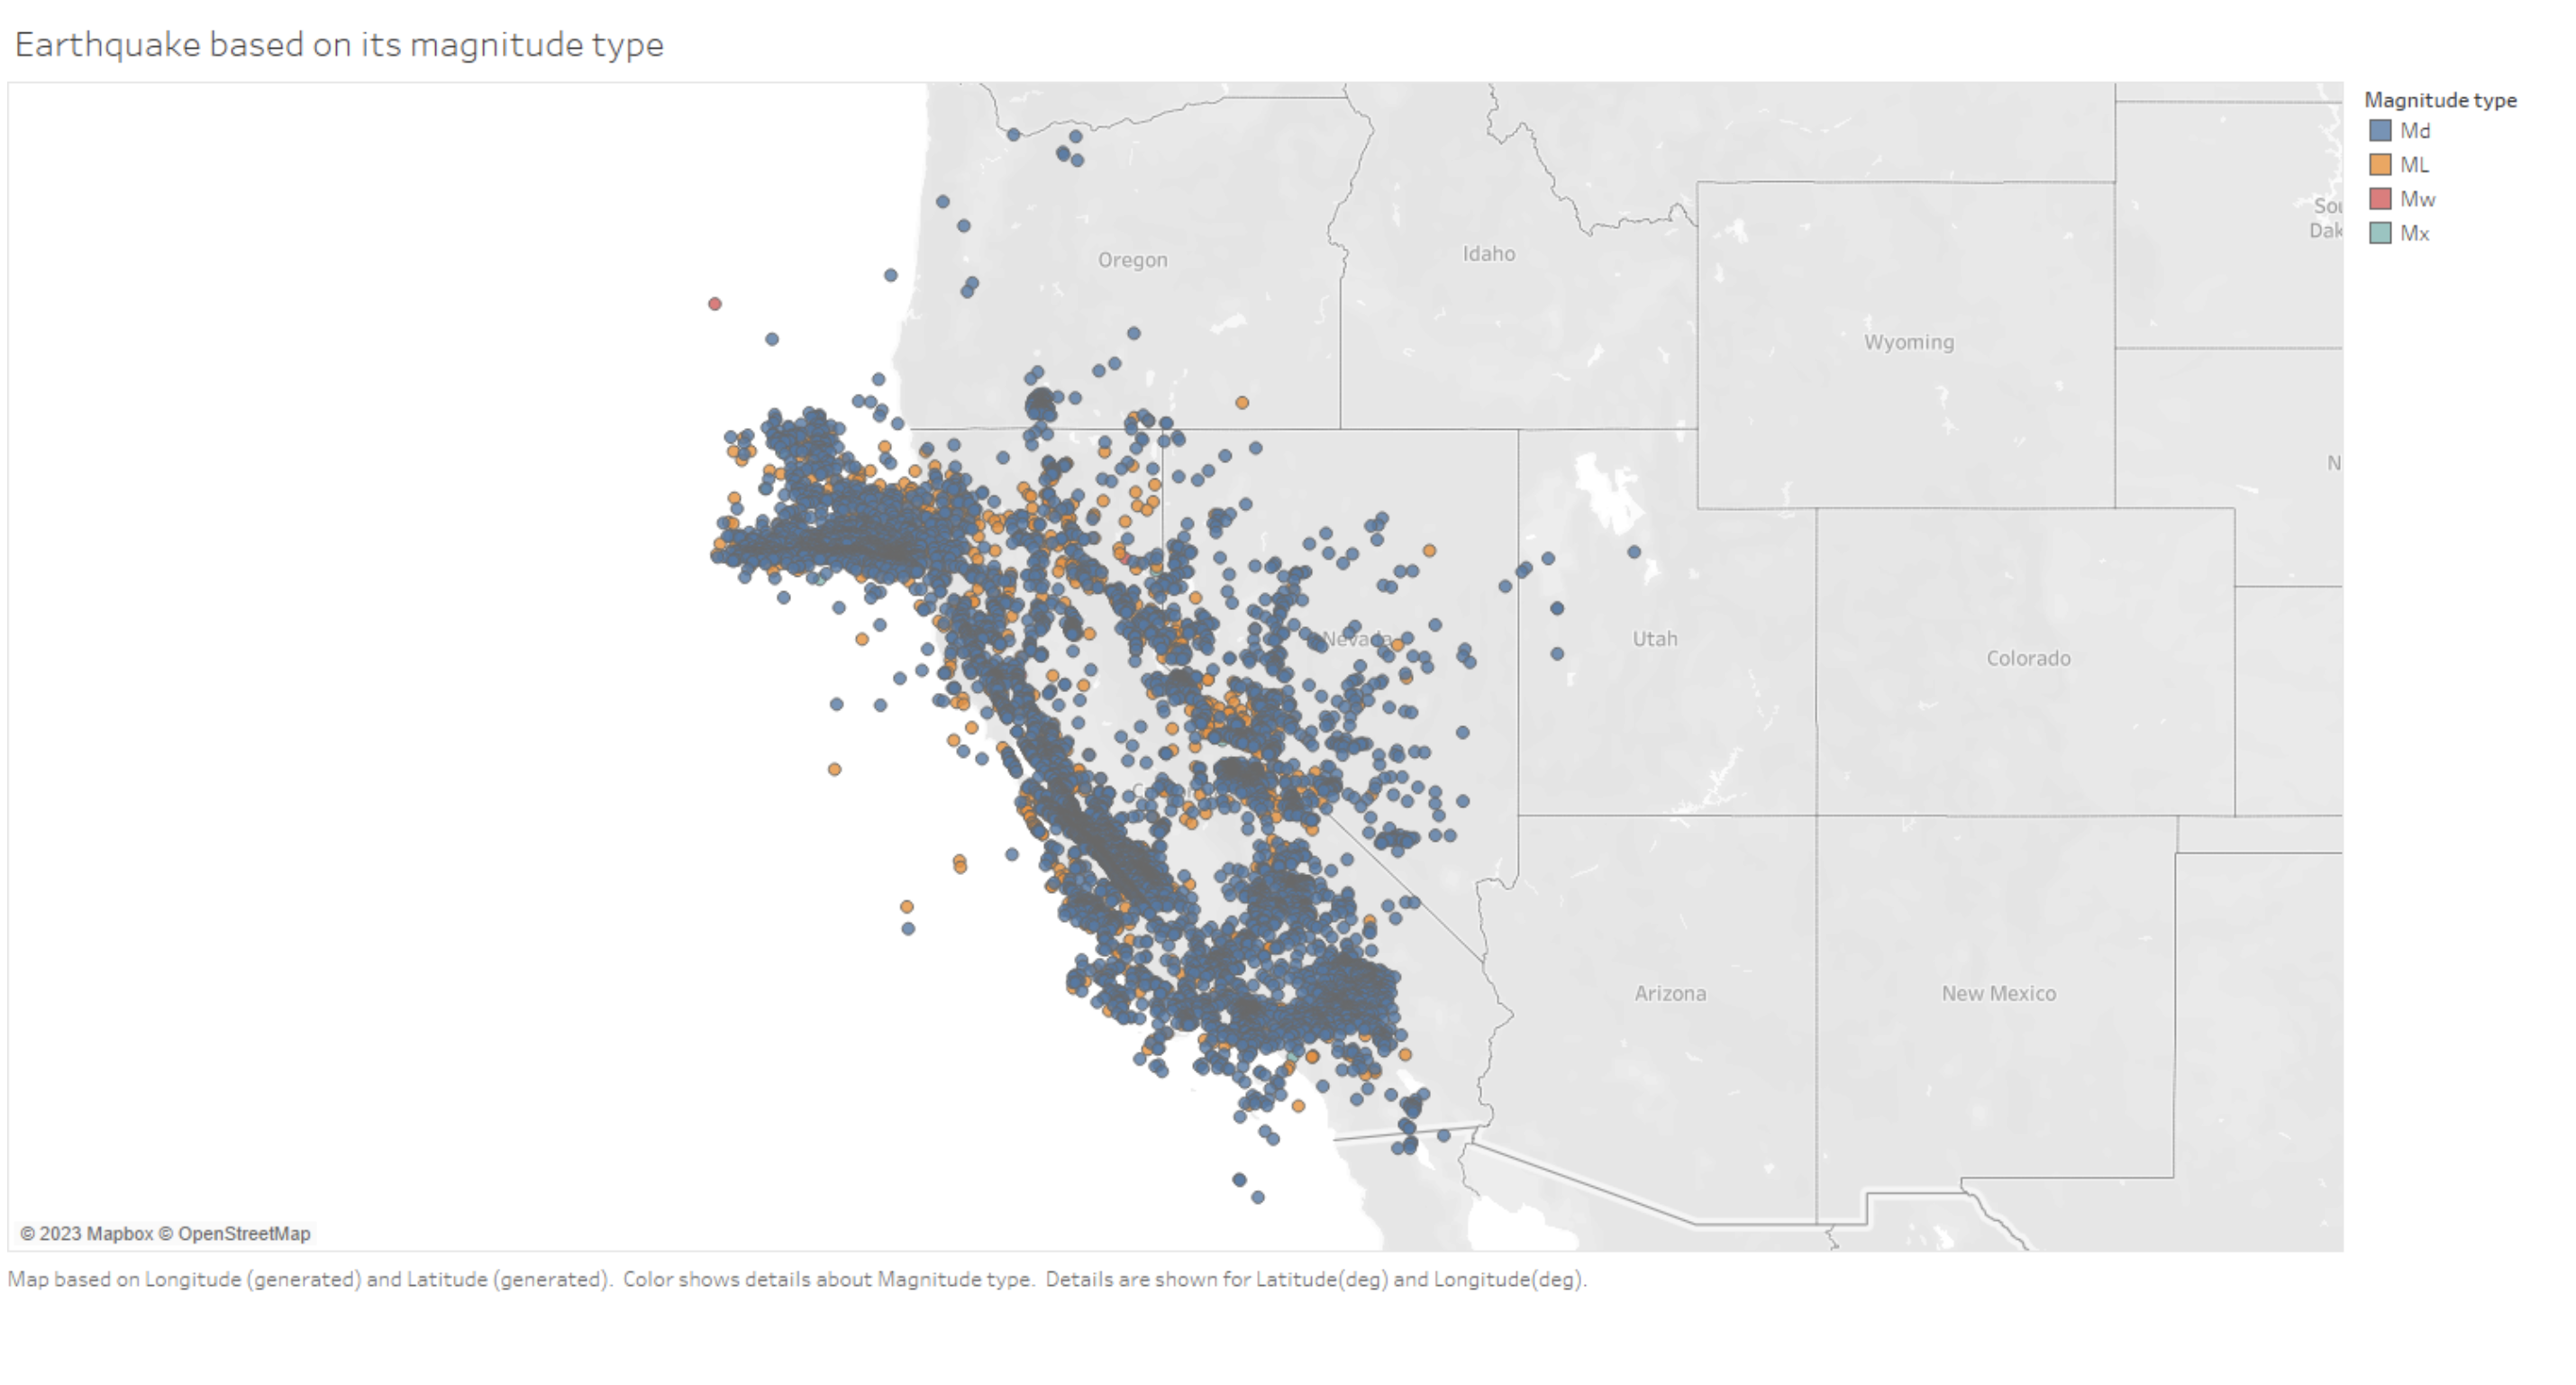 Earthquake based on its magnitude type
Magnitude type
Md
ML
Mw
Mx
Oregon
Idaho
Wyoming
Nevada
Utah
Colorado
Arizona
New Mexico
© 2023 Mapbox © OpenStreetMap
Map based on Longitude (generated) and Latitude (generated). Color shows details about Magnitude type. Details are shown for Latitude(deg) and Longitude(deg).